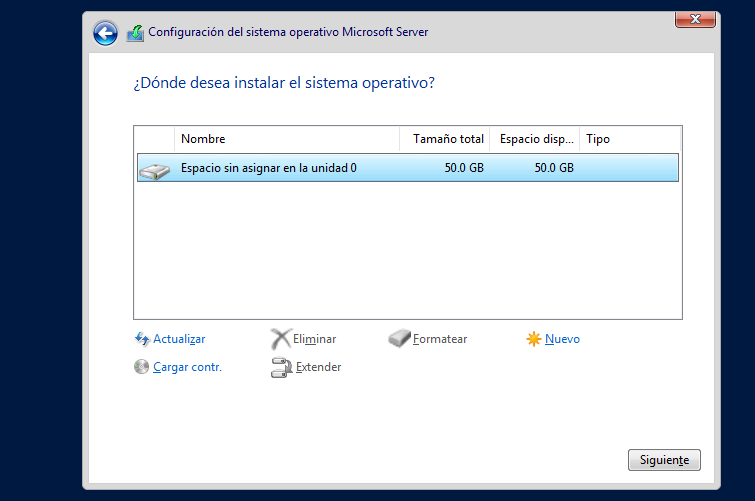 Configuración del sistema operativo Microsoft Server
¿Dónde desea instalar el sistema operativo?
Nombre Tamaño total Espacio disp... Tipo
Espacio sin asignar en la unidad 0 50.0 GB 50.0 GB
Actualizar Eliminar Formatear Nuevo
Cargar contr. Extender
Siguiente